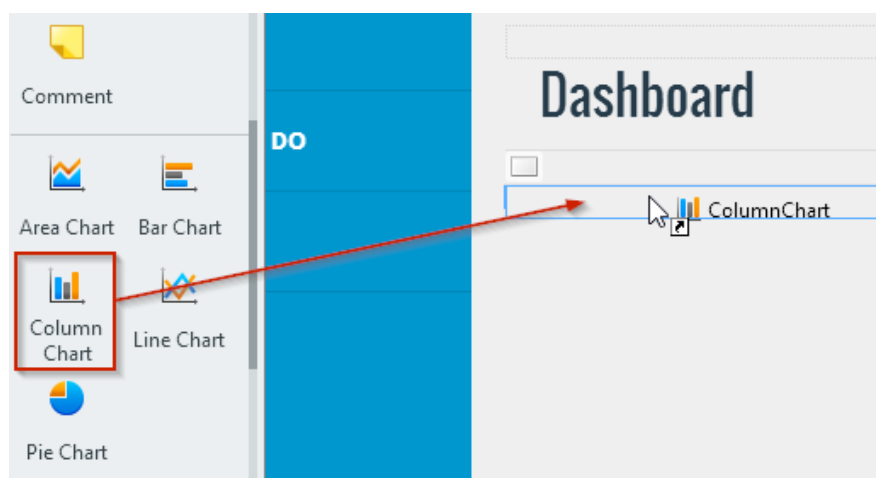 Comment
Dashboard
DO
ColumnChart
Area Chart
Bar Chart
Column
Chart
Line Chart
Pie Chart